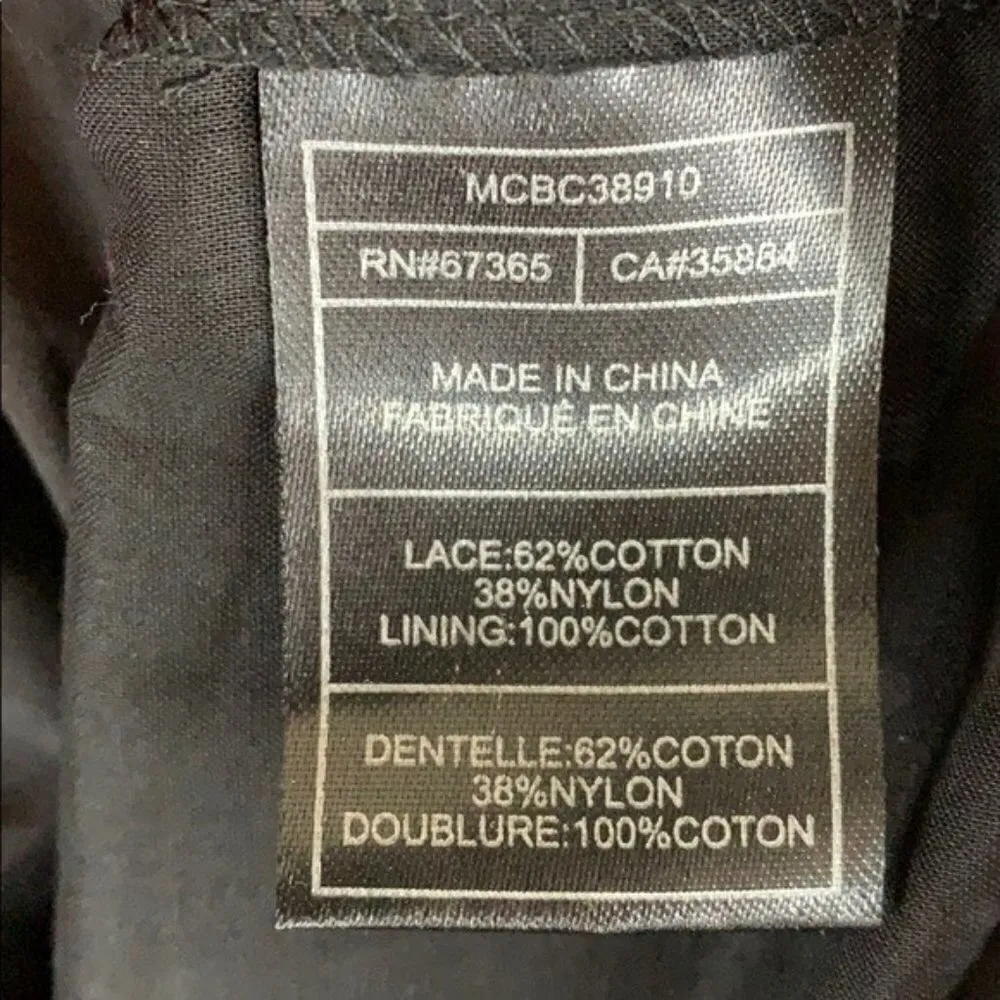 MCBC38910
RN#67365 CA#35884
MADE IN CHINA
FABRIQUÉ EN CHINE
LACE:62%COTTON
38%NYLON
LINING:100%COTTON
DENTELLE:62%COTON
38%NYLON
DOUBLURE:100%COTON